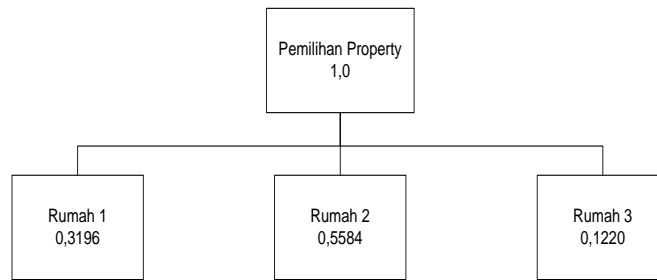 Pemilihan Property
1,0
Rumah 1
0,3196
Rumah 2
0,5584
Rumah 3
0,1220